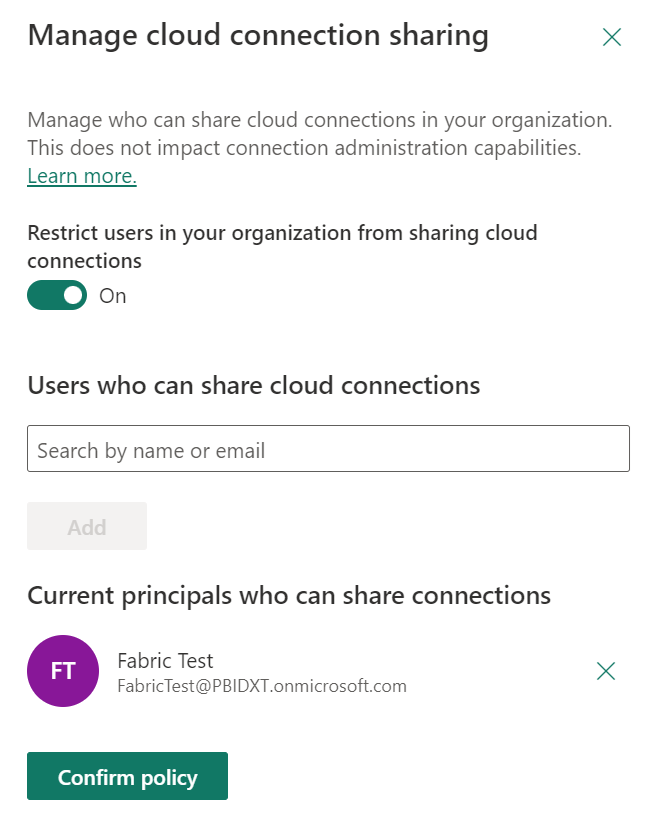 Manage cloud connection sharing
Manage who can share cloud connections in your organization.
This does not impact connection administration capabilities.
Learn more.
Restrict users in your organization from sharing cloud
connections
On
Users who can share cloud connections
Search by name or email
Add
Current principals who can share connections
FT
Fabric Test
FabricTest@PBIDXT.onmicrosoft.com
Confirm policy